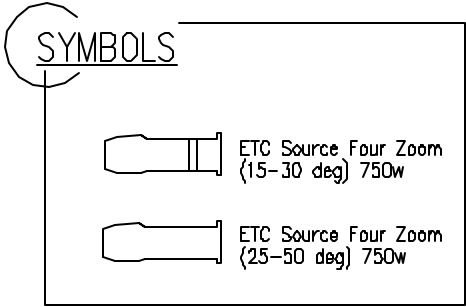 SYMBOLS
ETC Source Four Zoom
(15-30 deg) 750w
ETC Source Four Zoom
(25-50 deg) 750w